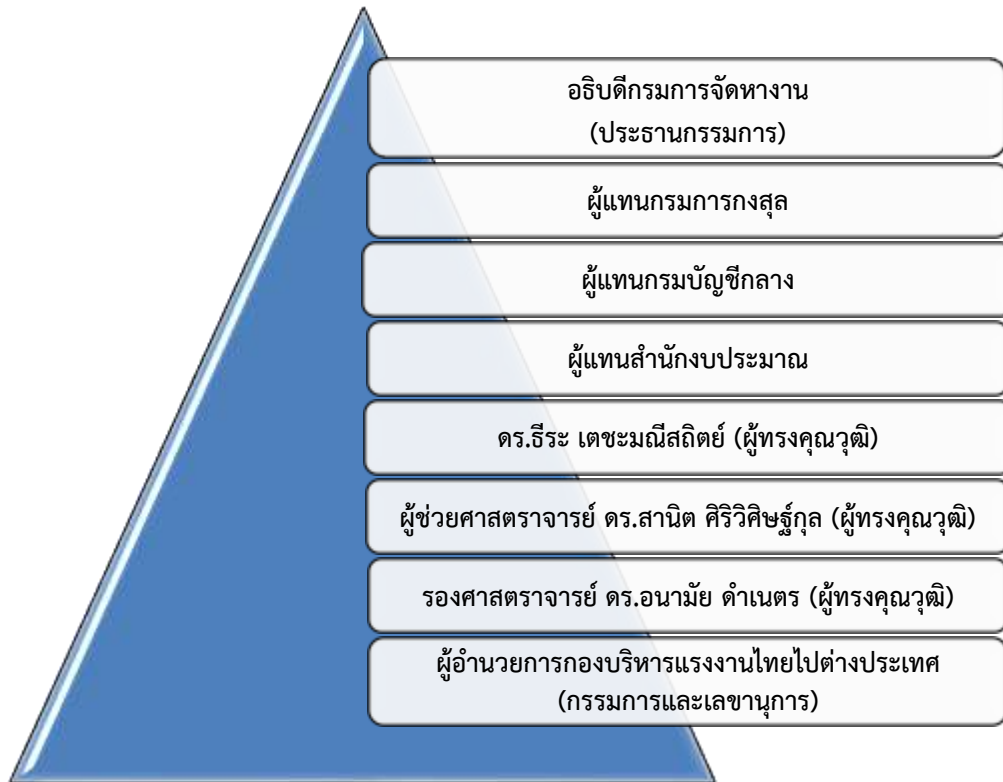 อธิบดีกรมการจัดหางาน
(ประธานกรรมการ)
ผู้แทนกรมการกงสุล
ผู้แทนกรมบัญชีกลาง
ผู้แทนสำนักงบประมาณ
ดร.ธีระ เตชะมณีสถิตย์ (ผู้ทรงคุณวุฒิ)
ผู้ช่วยศาสตราจารย์ ดร.สานิต ศิริวิศิษฐ์กุล (ผู้ทรงคุณวุฒิ)
รองศาสตราจารย์ ดร.อนามัย ดำเนตร (ผู้ทรงคุณวุฒิ)
ผู้อำนวยการกองบริหารแรงงานไทยไปต่างประเทศ
(กรรมการและเลขานุการ)